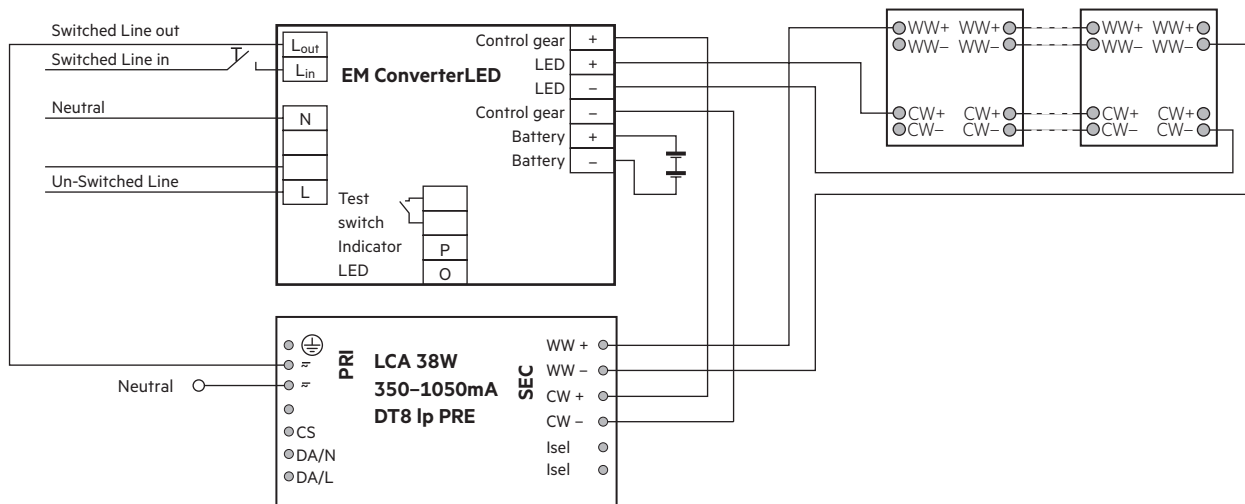 Switched Line out
Switched Line in
Neutral
Un-Switched Line
Lout
Lin
N
L
EM ConverterLED
Control gear +
LED +
LED –
Control gear –
Battery +
Battery –
Test
switch
Indicator P
LED O
WW+ WW+ WW+ WW+
WW– WW– WW– WW–
CW+ CW+ CW+ CW+
CW– CW– CW– CW–
Neutral
PRI
CS
DA/N
DA/L
LCA 38W
350–1050mA
DT8 lp PRE
SEC
WW +
WW –
CW +
CW –
Isel
Isel